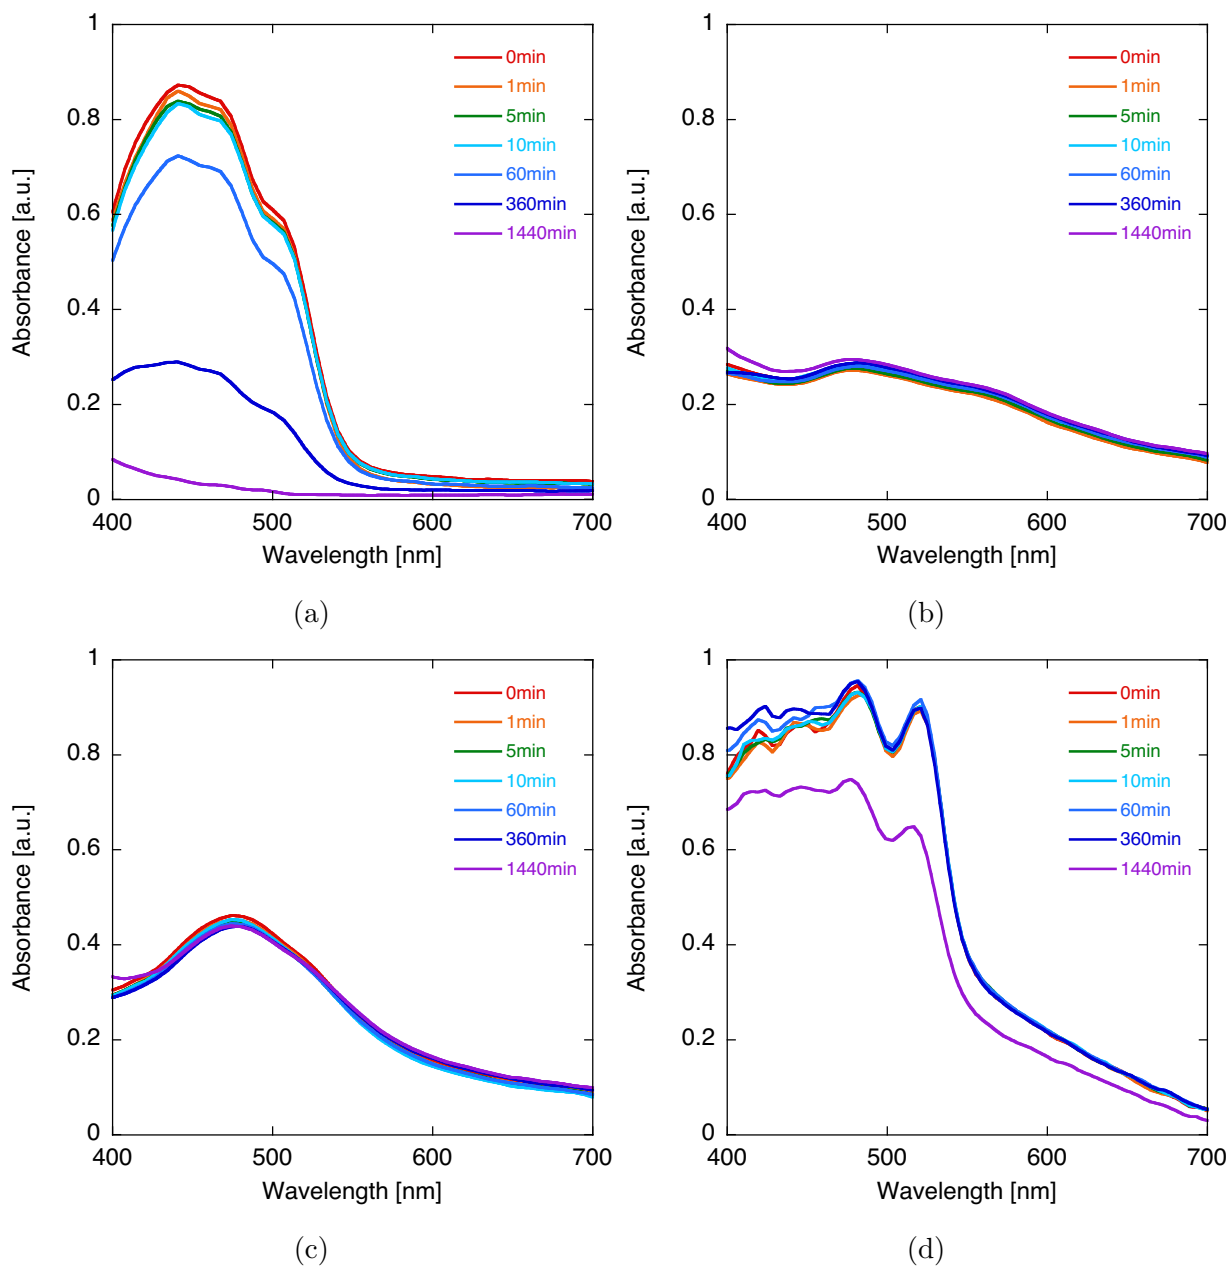 1
0.8
0.6
0.4
0.2
0
Absorbance [a.u.]
0min
1min
5min
10min
60min
360min
1440min
400 500 600 700
Wavelength [nm]
(a)
1
0.8
0.6
0.4
0.2
0
Absorbance [a.u.]
0min
1min
5min
10min
60min
360min
1440min
400 500 600 700
Wavelength [nm]
(b)
1
0.8
0.6
0.4
0.2
0
Absorbance [a.u.]
0min
1min
5min
10min
60min
360min
1440min
400 500 600 700
Wavelength [nm]
(c)
1
0.8
0.6
0.4
0.2
0
Absorbance [a.u.]
0min
1min
5min
10min
60min
360min
1440min
400 500 600 700
Wavelength [nm]
(d)